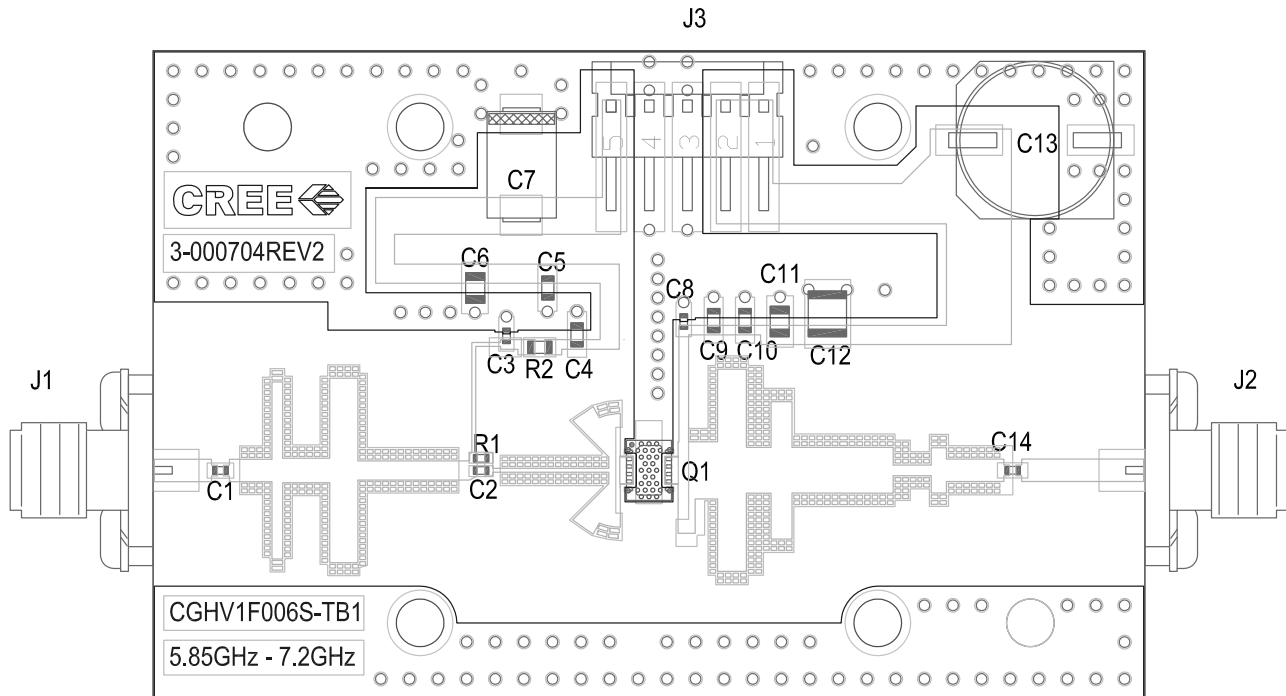 J3
5 4 3 2 1
C13
C7
CREE
3-000704REV2
C6 C5
C8 C11
C9 C10 C12
C3 R2 C4
J1
J2
R1
C1 C2 Q1 C14
CGHV1F006S-TB1
5.85GHz - 7.2GHz